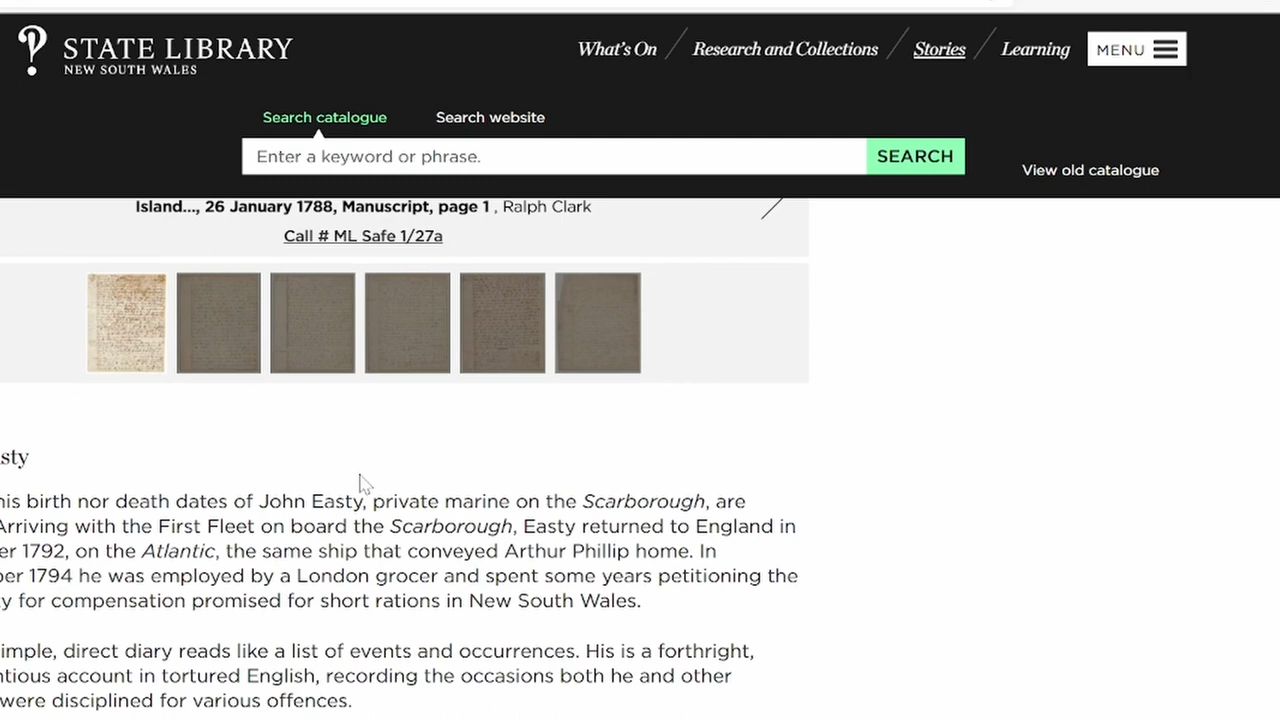 STATE LIBRARY
NEW SOUTH WALES
What's On
Research and Collections
Stories
Learning
MENU
Search catalogue
Search website
Enter a keyword or phrase.
SEARCH
View old catalogue
Island..., 26 January 1788, Manuscript, page 1 , Ralph Clark
Call # ML Safe 1/27a
sty
his birth nor death dates of John Easty, private marine on the Scarborough, are
Arriving with the First Fleet on board the Scarborough, Easty returned to England in
er 1792, on the Atlantic, the same ship that conveyed Arthur Phillip home. In
ber 1794 he was employed by a London grocer and spent some years petitioning the
ty for compensation promised for short rations in New South Wales.
imple, direct diary reads like a list of events and occurrences. His is a forthright,
ntious account in tortured English, recording the occasions both he and other
were disciplined for various offences.